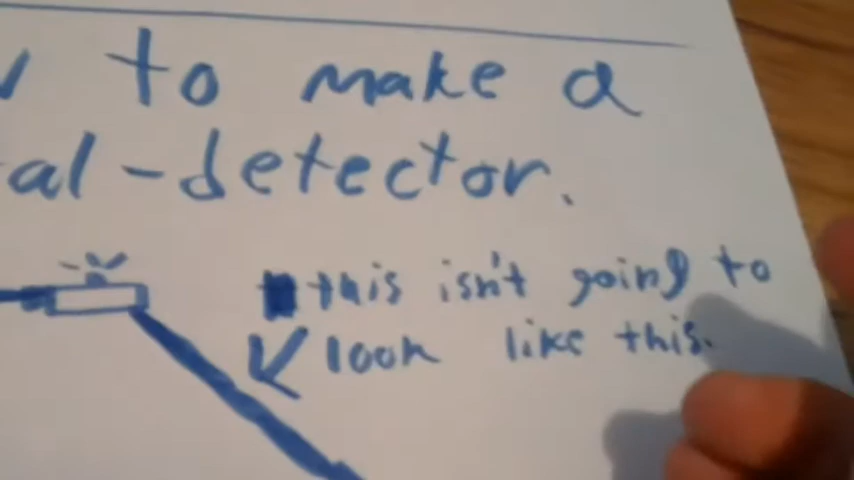 to make a
al-detector.
this isn't going to
look like this.